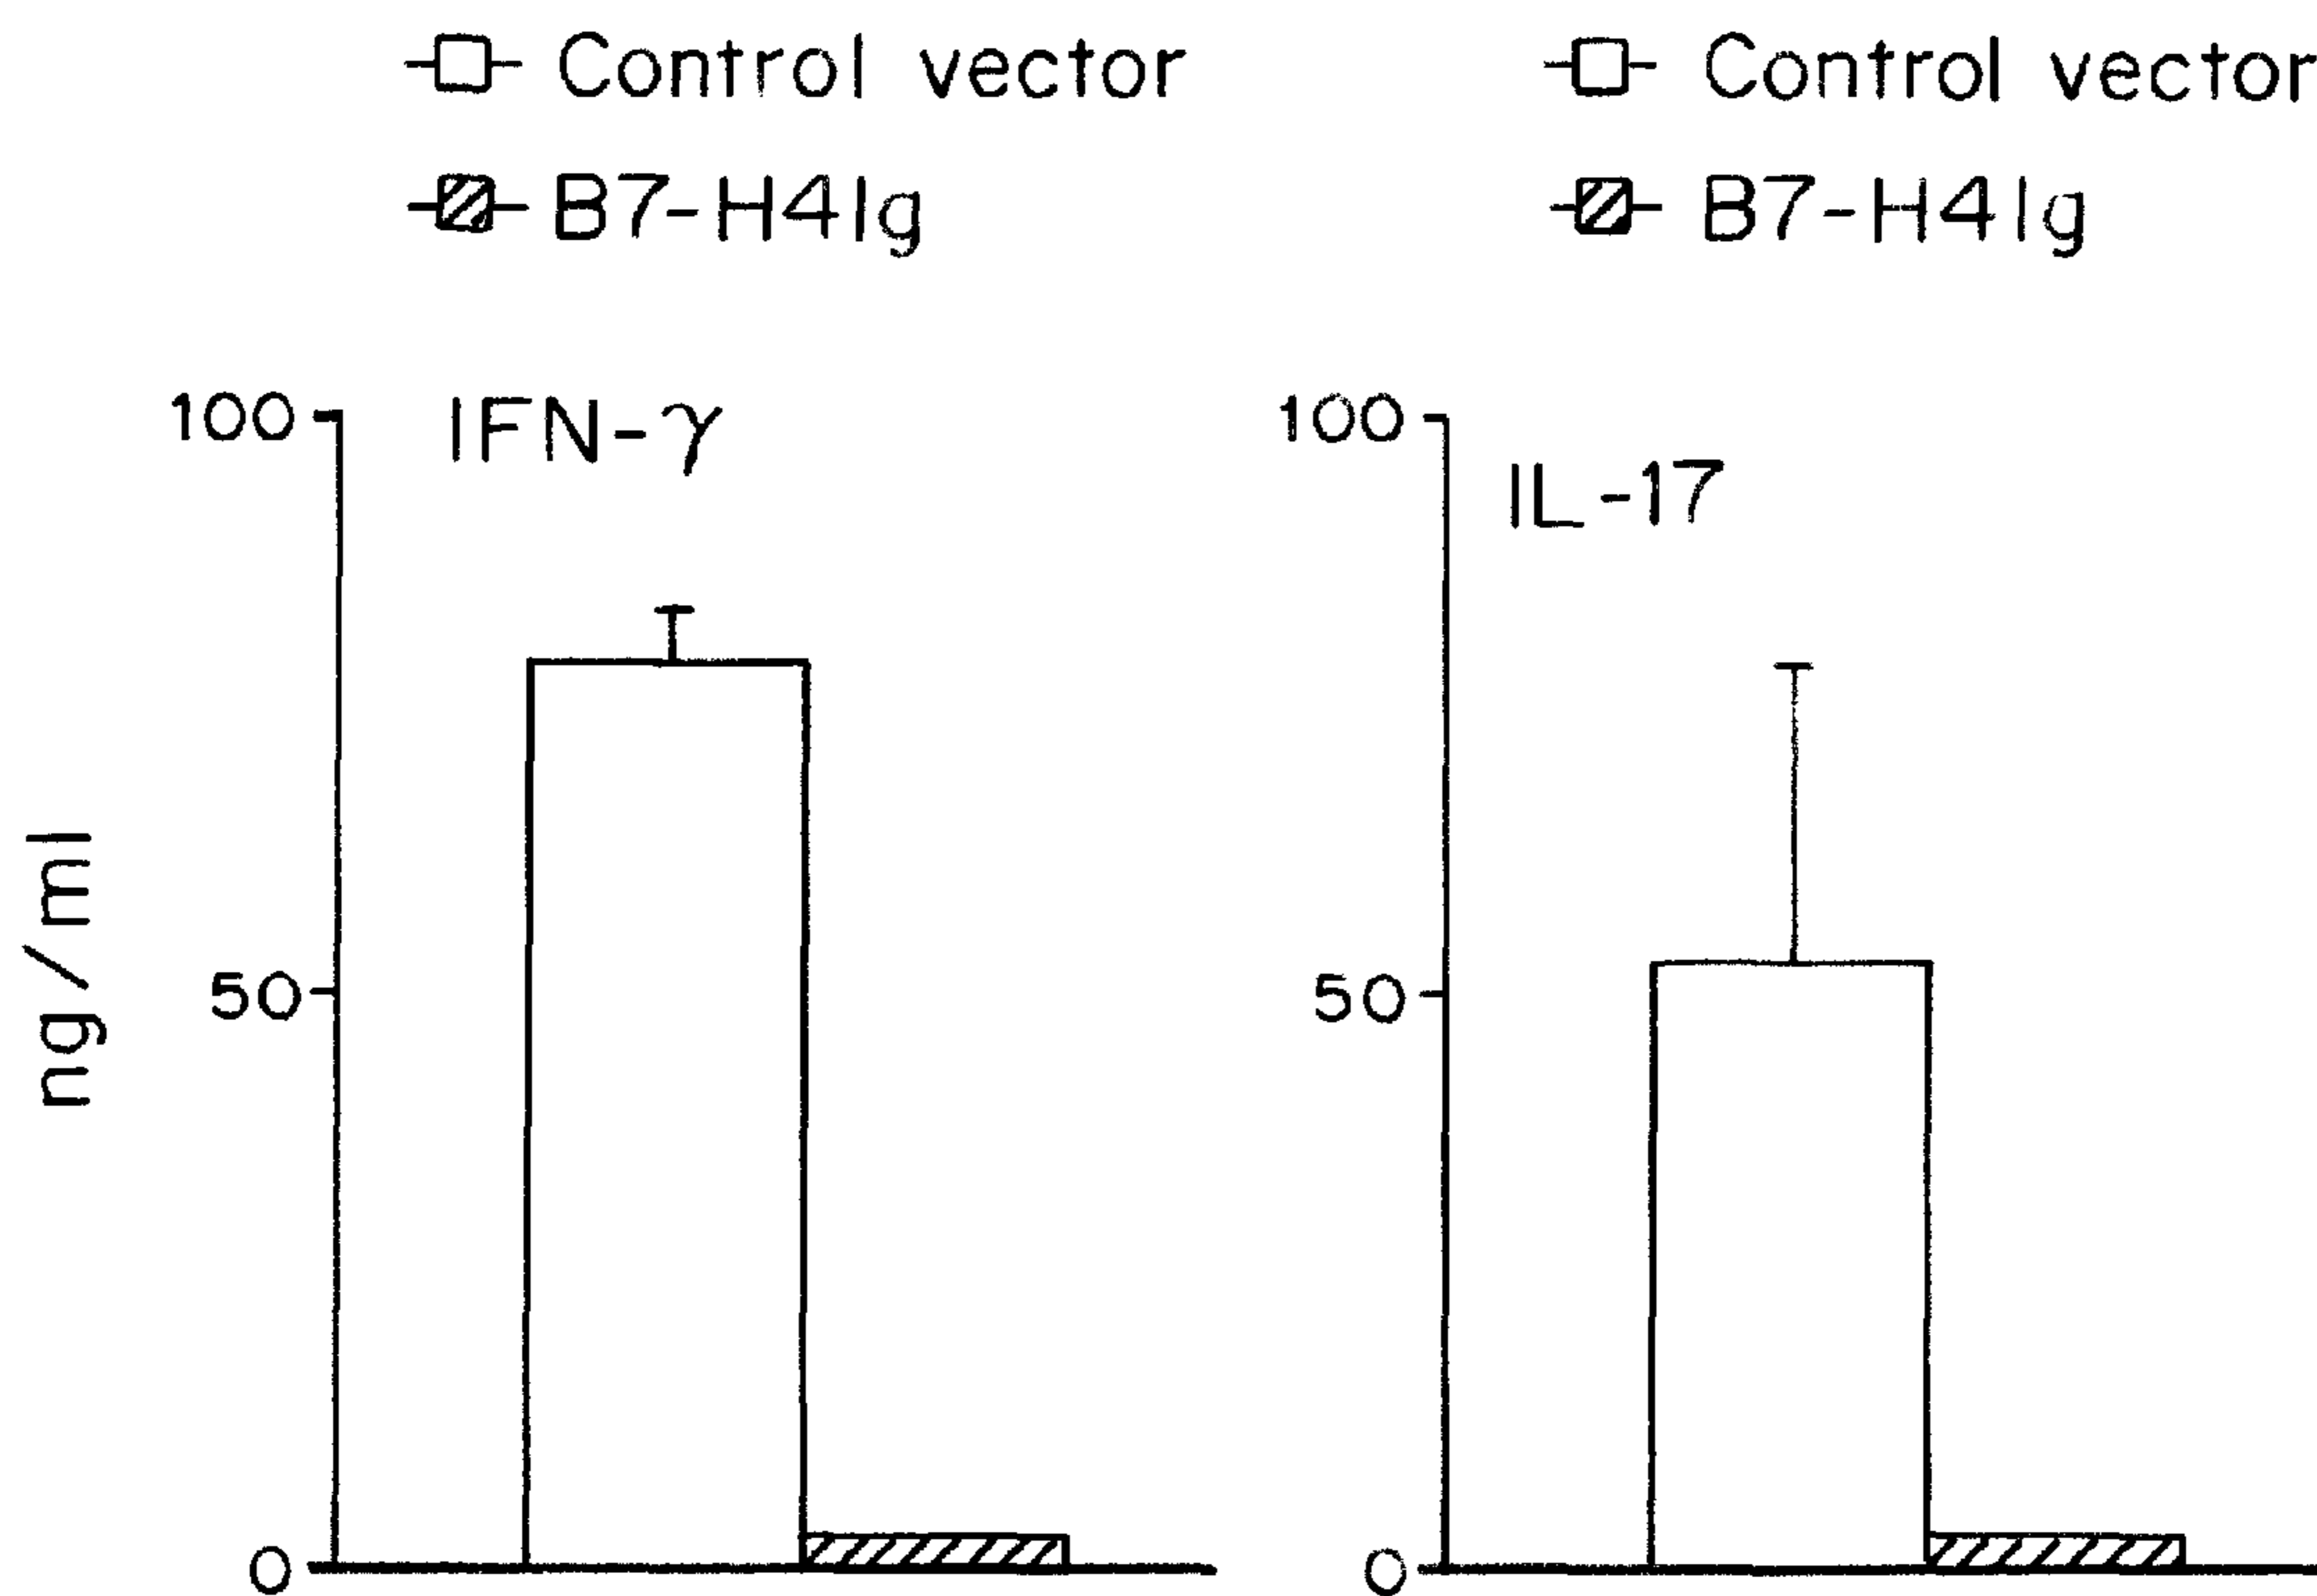 Control vector
B7-H4Ig
Control vector
B7-H4Ig
ng/ml
100
50
0
IFN-γ
100
50
0
IL-17